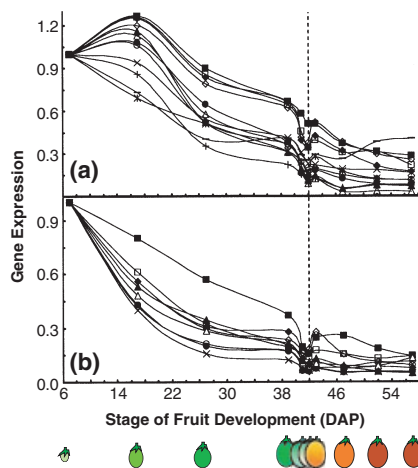 1.2
0.9
0.6
0.3
(a)
Gene Expression
0.9
0.6
0.3
0.0
(b)
6 14 22 30 38 46 54
Stage of Fruit Development (DAP)